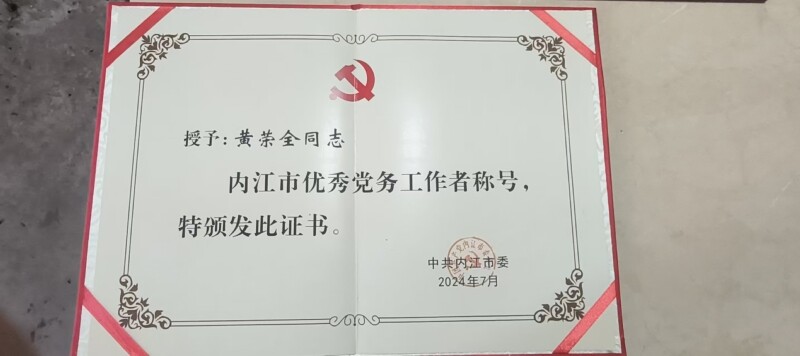 授予：黄荣全同志
内江市优秀党务工作者称号，
特颁发此证书。
中共内江市委
2024年7月